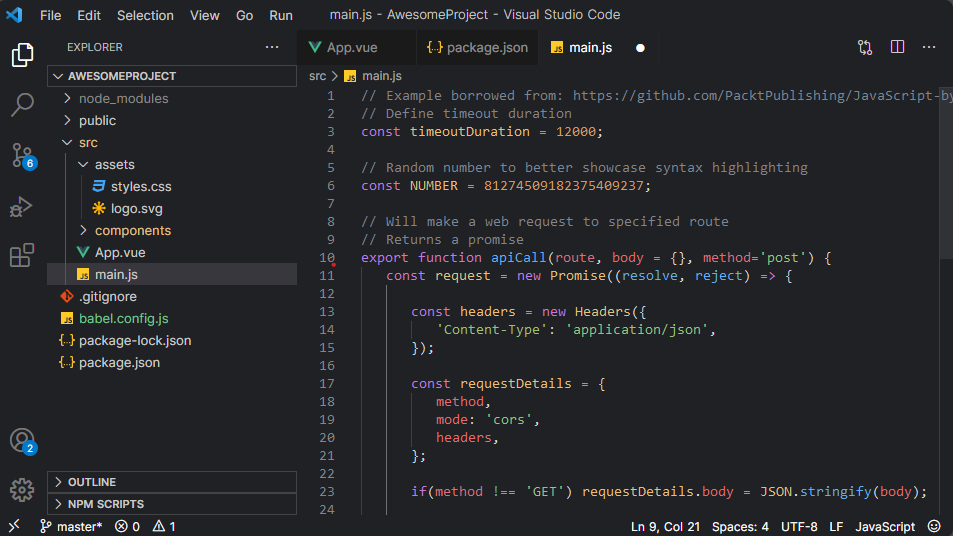 File Edit Selection View Go Run main.js - AwesomeProject - Visual Studio Code
EXPLORER ...
App.vue {..} package.json JS main.js
AWESOMEPROJECT
node_modules
public
src
assets
styles.css
logo.svg
components
App.vue
JS main.js
.gitignore
JS babel.config.js
{..} package-lock.json
{..} package.json
OUTLINE
NPM SCRIPTS
6
2
src > JS main.js
1 // Example borrowed from: https://github.com/PacktPublishing/JavaScript-by
2 // Define timeout duration
3 const timeoutDuration = 12000;
4
5 // Random number to better showcase syntax highlighting
6 const NUMBER = 81274509182375409237;
7
8 // Will make a web request to specified route
9 // Returns a promise
10 export function apiCall(route, body = {}, method='post') {
11 const request = new Promise((resolve, reject) => {
12
13 const headers = new Headers({
14 'Content-Type': 'application/json',
15 });
16
17 const requestDetails = {
18 method,
19 mode: 'cors',
20 headers,
21 };
22
23 if(method !== 'GET') requestDetails.body = JSON.stringify(body);
24
master* 0 1 Ln 9, Col 21 Spaces: 4 UTF-8 LF JavaScript